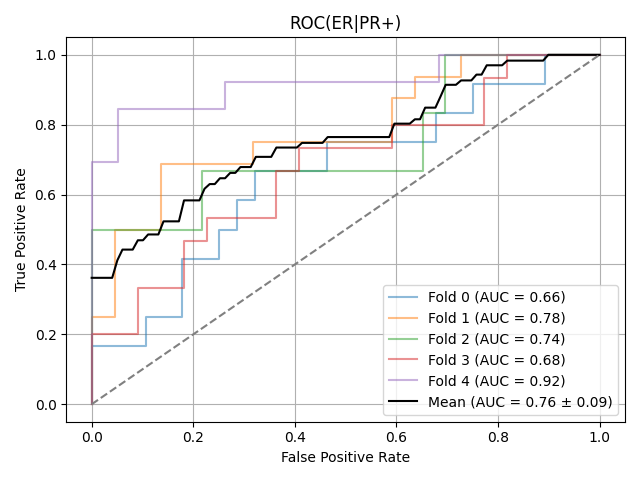 ROC(ER|PR+)
True Positive Rate
1.0
0.8
0.6
0.4
0.2
0.0
Fold 0 (AUC = 0.66)
Fold 1 (AUC = 0.78)
Fold 2 (AUC = 0.74)
Fold 3 (AUC = 0.68)
Fold 4 (AUC = 0.92)
Mean (AUC = 0.76 ± 0.09)
0.0 0.2 0.4 0.6 0.8 1.0
False Positive Rate